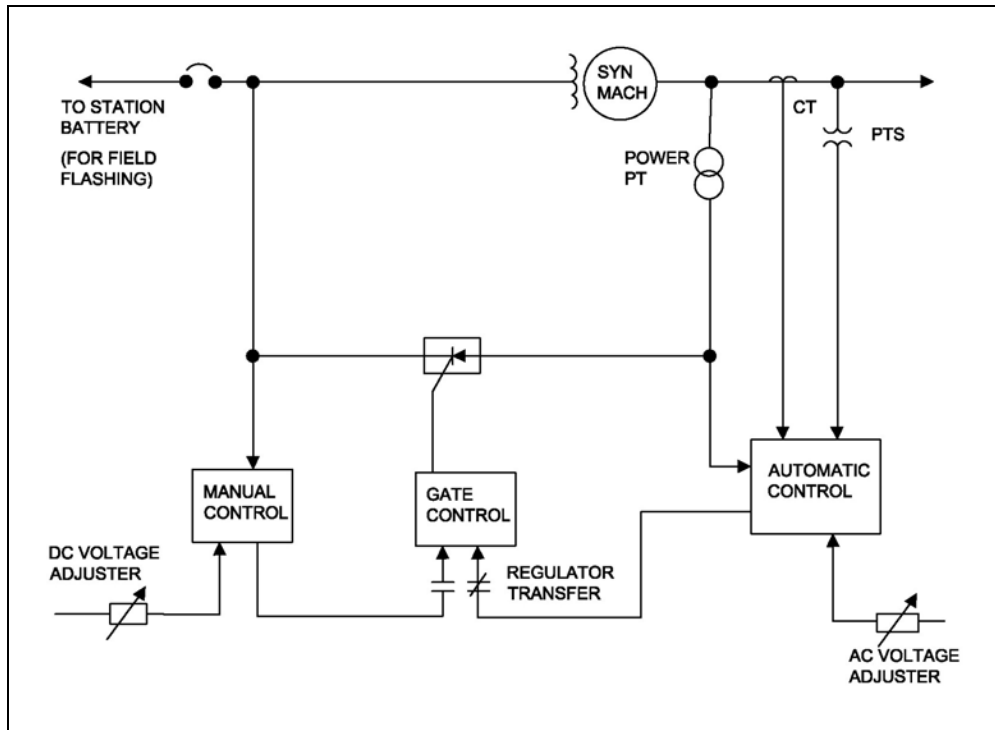 SYN
MACH
TO STATION
BATTERY
(FOR FIELD
FLASHING)
CT
PTS
POWER
PT
MANUAL
CONTROL
GATE
CONTROL
AUTOMATIC
CONTROL
DC VOLTAGE
ADJUSTER
REGULATOR
TRANSFER
AC VOLTAGE
ADJUSTER